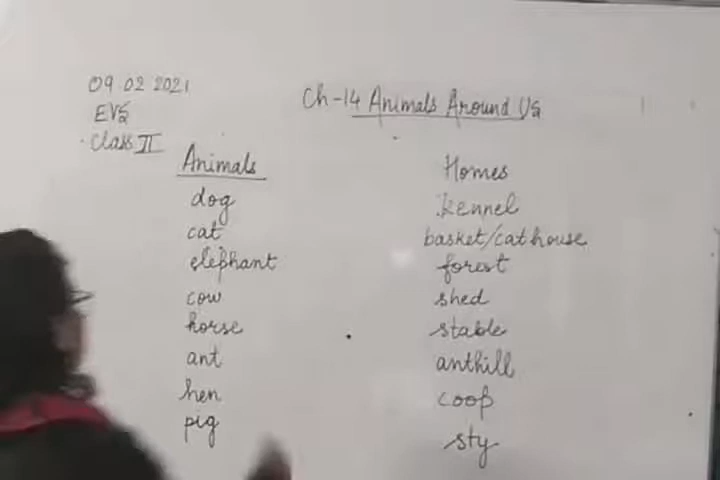 09 02 2021
Ch-14 Animals Around Us
EVS
Class II
Animals Homes
dog kennel
cat basket/cat house
elephant forest
cow shed
horse stable
ant anthill
hen coop
pig sty